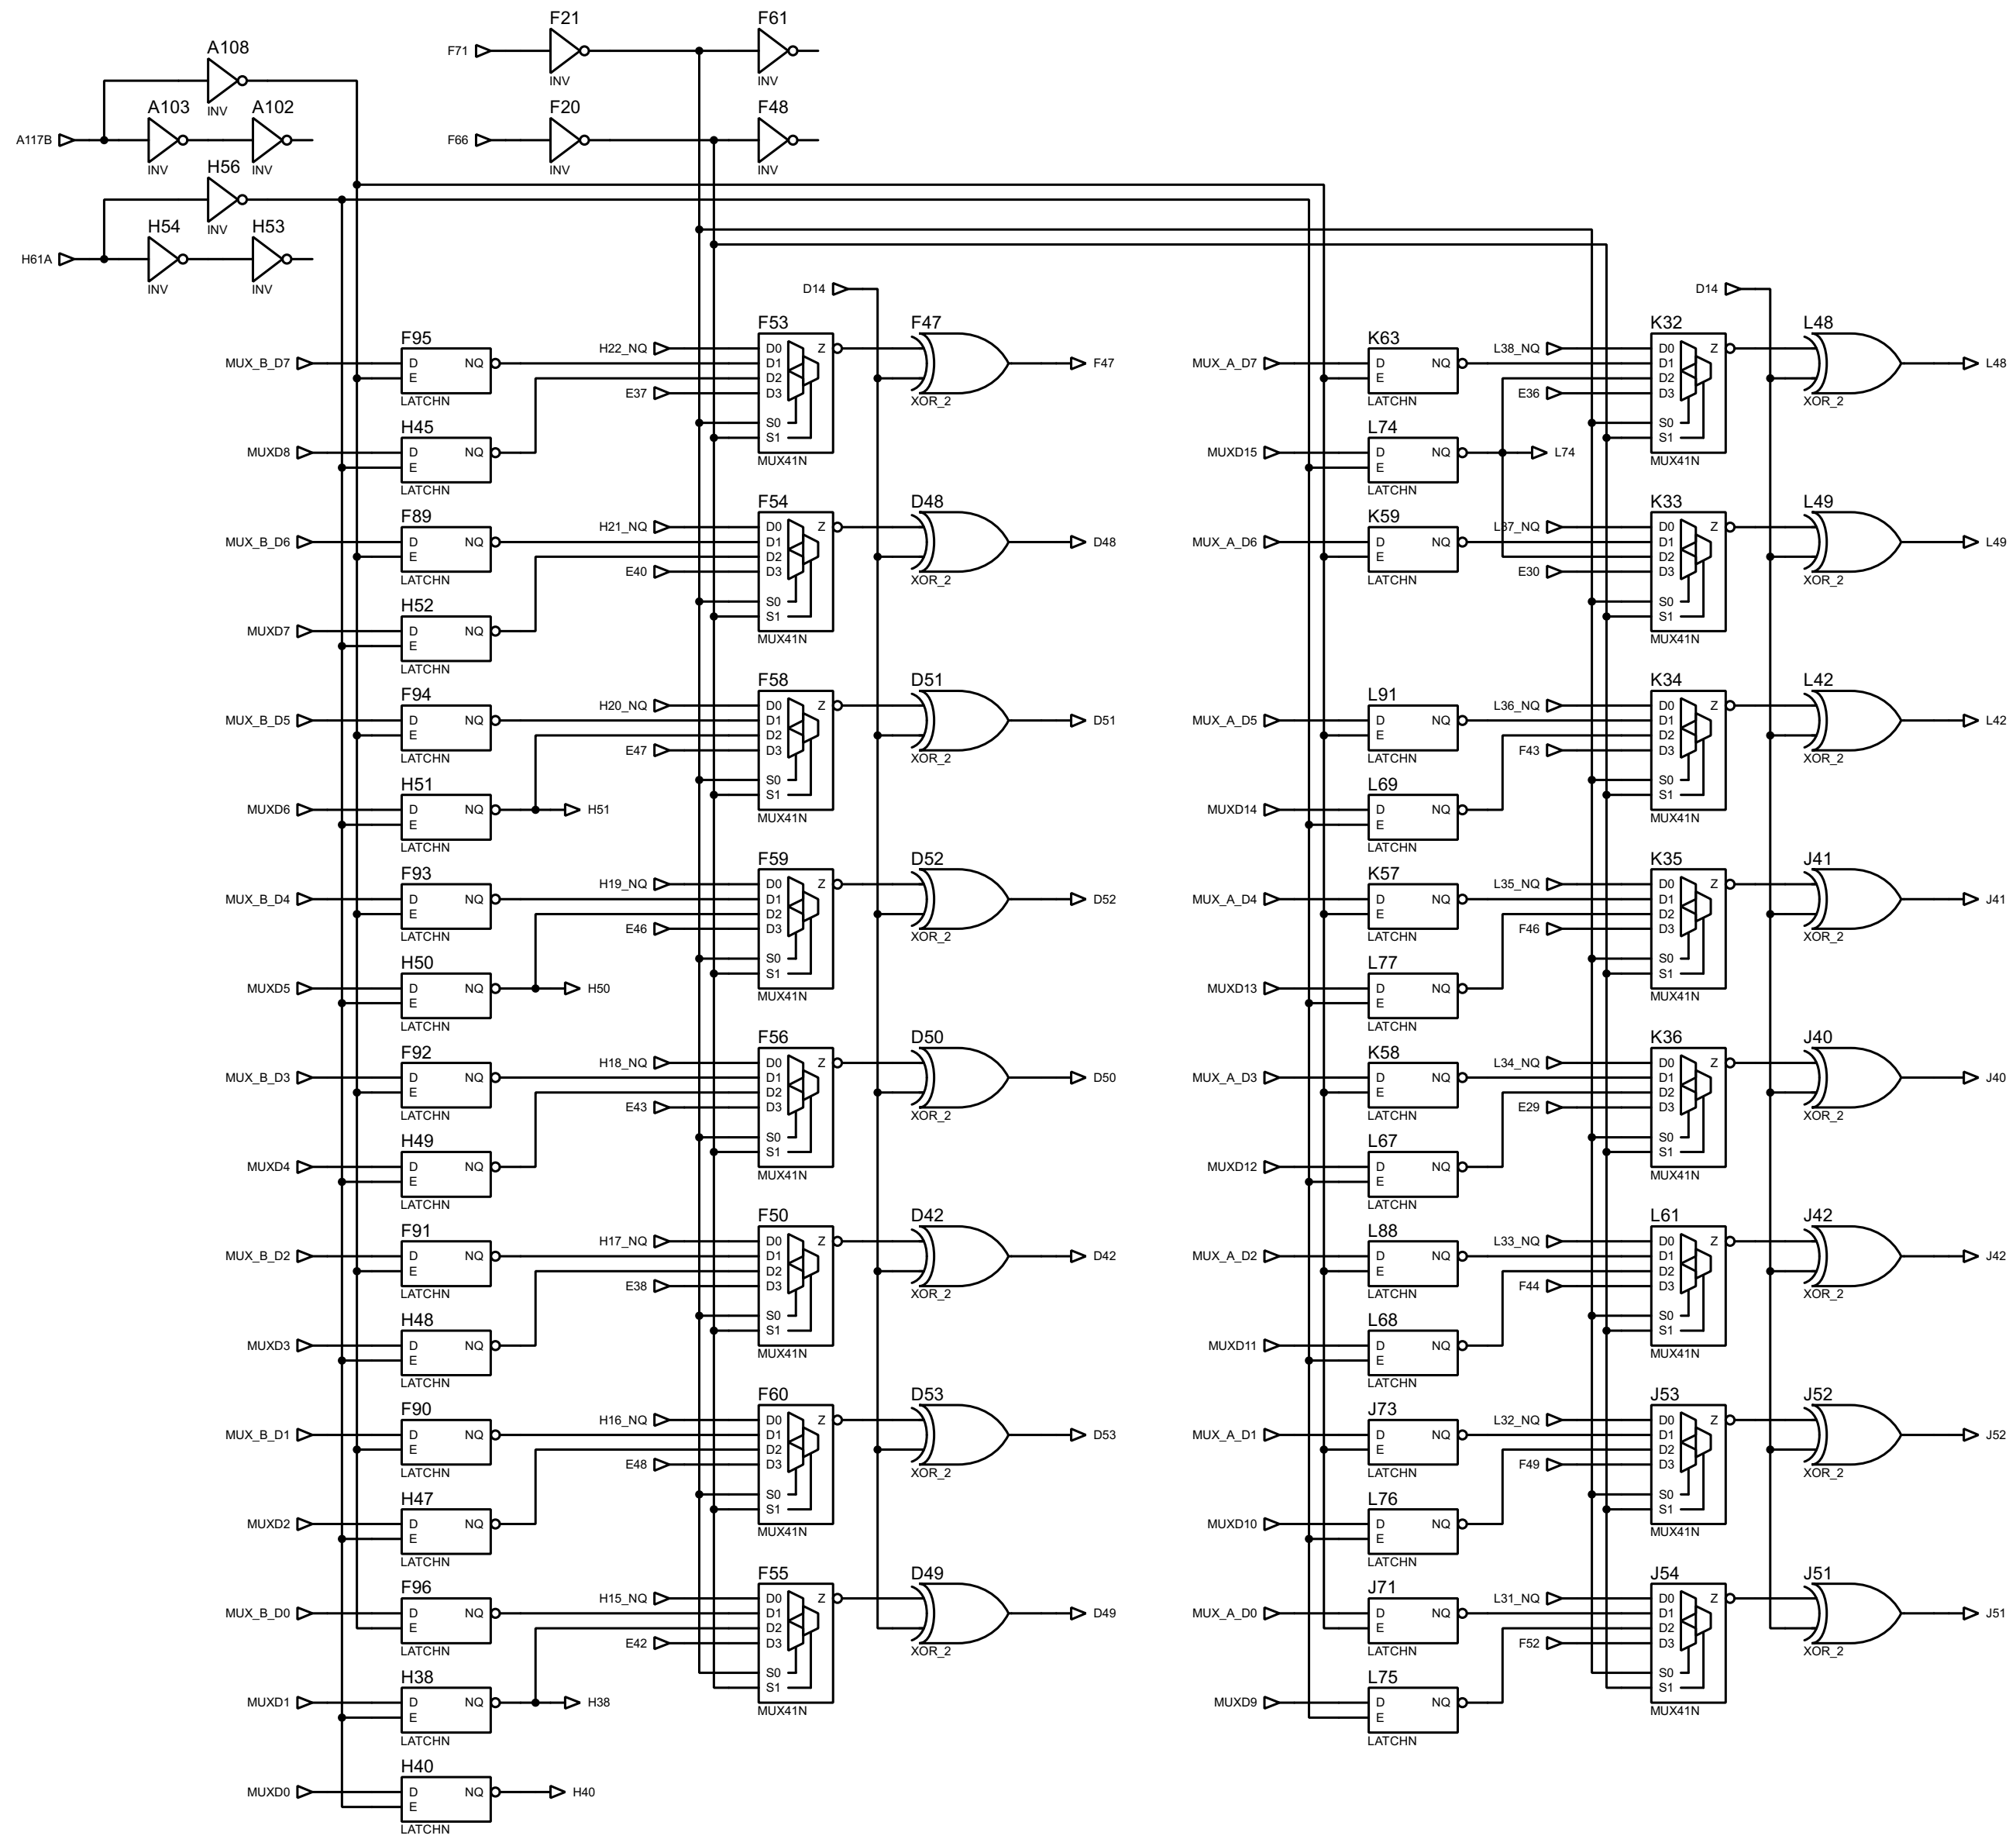 F21 F61
F71 INV INV
A108
INV
A103 A102 F20 F48
A117B INV INV F66 INV INV
H56
INV
H54 H53
H61A INV INV
D14 D14
F95 F53 F47 K63 K32 L48
MUX_B_D7 D E NQ LATCHN H22_NQ E37 D0 D1 D2 D3 S0 S1 Z MUX41N XOR_2 F47 MUX_A_D7 D E NQ LATCHN L38_NQ E36 D0 D1 D2 D3 S0 S1 Z MUX41N XOR_2 L48
H45 L74
MUXD8 D E NQ LATCHN MUXD15 D E NQ LATCHN L74
F89 F54 D48 K59 K33 L49
MUX_B_D6 D E NQ LATCHN H21_NQ E40 D0 D1 D2 D3 S0 S1 Z MUX41N XOR_2 D48 MUX_A_D6 D E NQ LATCHN L37_NQ E30 D0 D1 D2 D3 S0 S1 Z MUX41N XOR_2 L49
H52
MUXD7 D E NQ LATCHN
F94 F58 D51 L91 K34 L42
MUX_B_D5 D E NQ LATCHN H20_NQ E47 D0 D1 D2 D3 S0 S1 Z MUX41N XOR_2 D51 MUX_A_D5 D E NQ LATCHN L36_NQ F43 D0 D1 D2 D3 S0 S1 Z MUX41N XOR_2 L42
H51 L69
MUXD6 D E NQ LATCHN H51 MUXD14 D E NQ LATCHN
F93 F59 D52 K57 K35 J41
MUX_B_D4 D E NQ LATCHN H19_NQ E46 D0 D1 D2 D3 S0 S1 Z MUX41N XOR_2 D52 MUX_A_D4 D E NQ LATCHN L35_NQ F46 D0 D1 D2 D3 S0 S1 Z MUX41N XOR_2 J41
H50 L77
MUXD5 D E NQ LATCHN H50 MUXD13 D E NQ LATCHN
F92 F56 D50 K58 K36 J40
MUX_B_D3 D E NQ LATCHN H18_NQ E43 D0 D1 D2 D3 S0 S1 Z MUX41N XOR_2 D50 MUX_A_D3 D E NQ LATCHN L34_NQ E29 D0 D1 D2 D3 S0 S1 Z MUX41N XOR_2 J40
H49 L67
MUXD4 D E NQ LATCHN MUXD12 D E NQ LATCHN
F91 F50 D42 L88 L61 J42
MUX_B_D2 D E NQ LATCHN H17_NQ E38 D0 D1 D2 D3 S0 S1 Z MUX41N XOR_2 D42 MUX_A_D2 D E NQ LATCHN L33_NQ F44 D0 D1 D2 D3 S0 S1 Z MUX41N XOR_2 J42
H48 L68
MUXD3 D E NQ LATCHN MUXD11 D E NQ LATCHN
F90 F60 D53 J73 J53 J52
MUX_B_D1 D E NQ LATCHN H16_NQ E48 D0 D1 D2 D3 S0 S1 Z MUX41N XOR_2 D53 MUX_A_D1 D E NQ LATCHN L32_NQ F49 D0 D1 D2 D3 S0 S1 Z MUX41N XOR_2 J52
H47 L76
MUXD2 D E NQ LATCHN MUXD10 D E NQ LATCHN
F96 F55 D49 J71 J54 J51
MUX_B_D0 D E NQ LATCHN H15_NQ E42 D0 D1 D2 D3 S0 S1 Z MUX41N XOR_2 D49 MUX_A_D0 D E NQ LATCHN L31_NQ F52 D0 D1 D2 D3 S0 S1 Z MUX41N XOR_2 J51
H38 L75
MUXD1 D E NQ LATCHN H38 MUXD9 D E NQ LATCHN
H40
MUXD0 D E NQ LATCHN H40